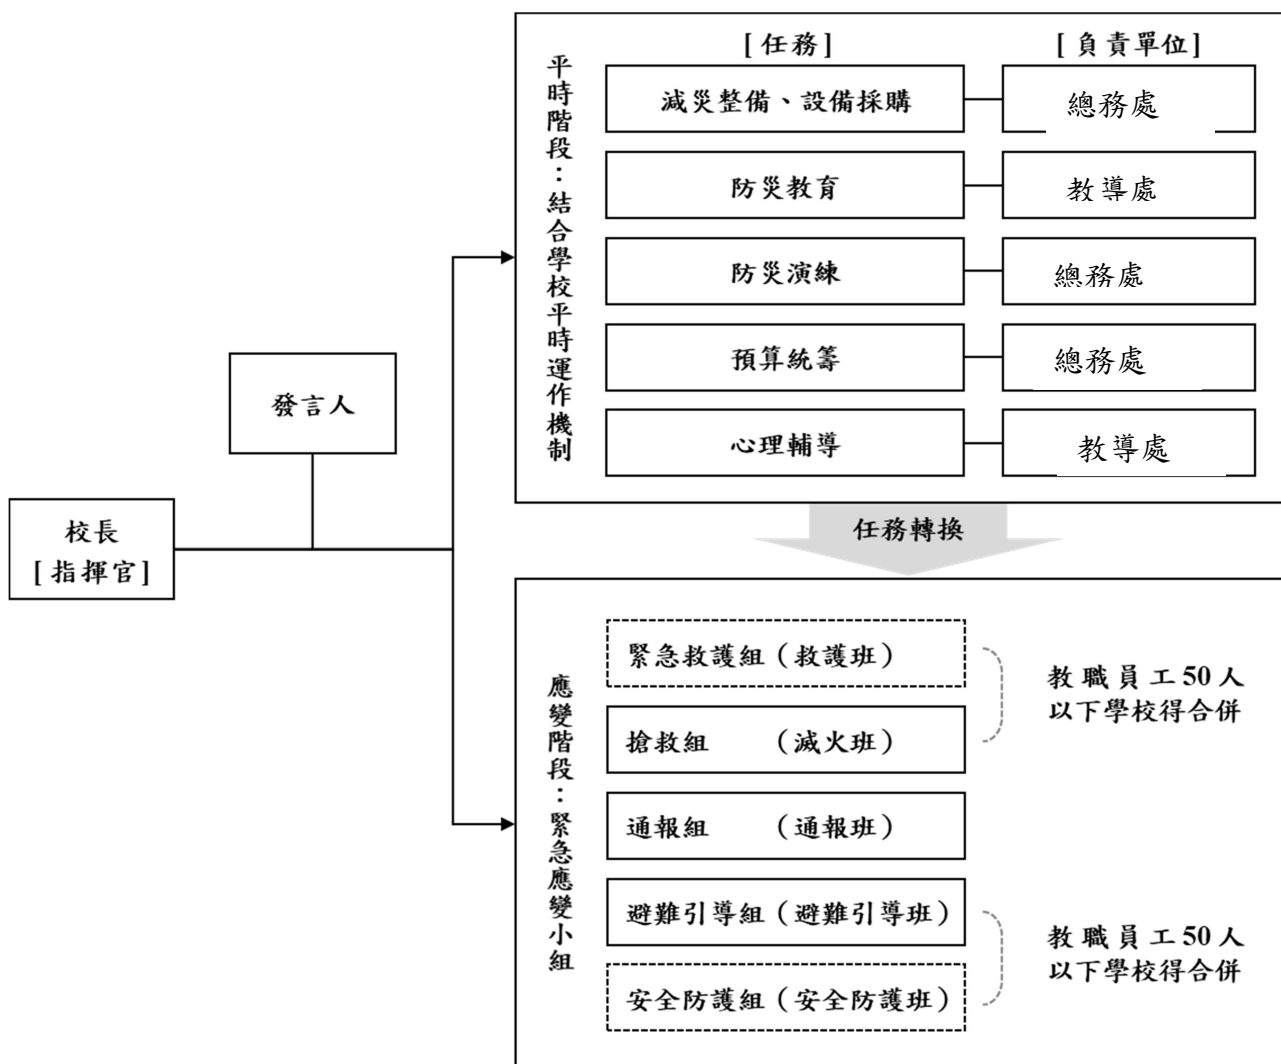 平時階段：結合學校平時運作機制
[任務] [負責單位]
減災整備、設備採購 總務處
防災教育 教導處
防災演練 總務處
預算統籌 總務處
心理輔導 教導處
發言人
校長
[指揮官]
任務轉換
應變階段：緊急應變小組
緊急救護組（救護班）
搶救組 （滅火班）
教職員工50人
以下學校得合併
通報組 （通報班）
避難引導組（避難引導班）
安全防護組（安全防護班）
教職員工50人
以下學校得合併